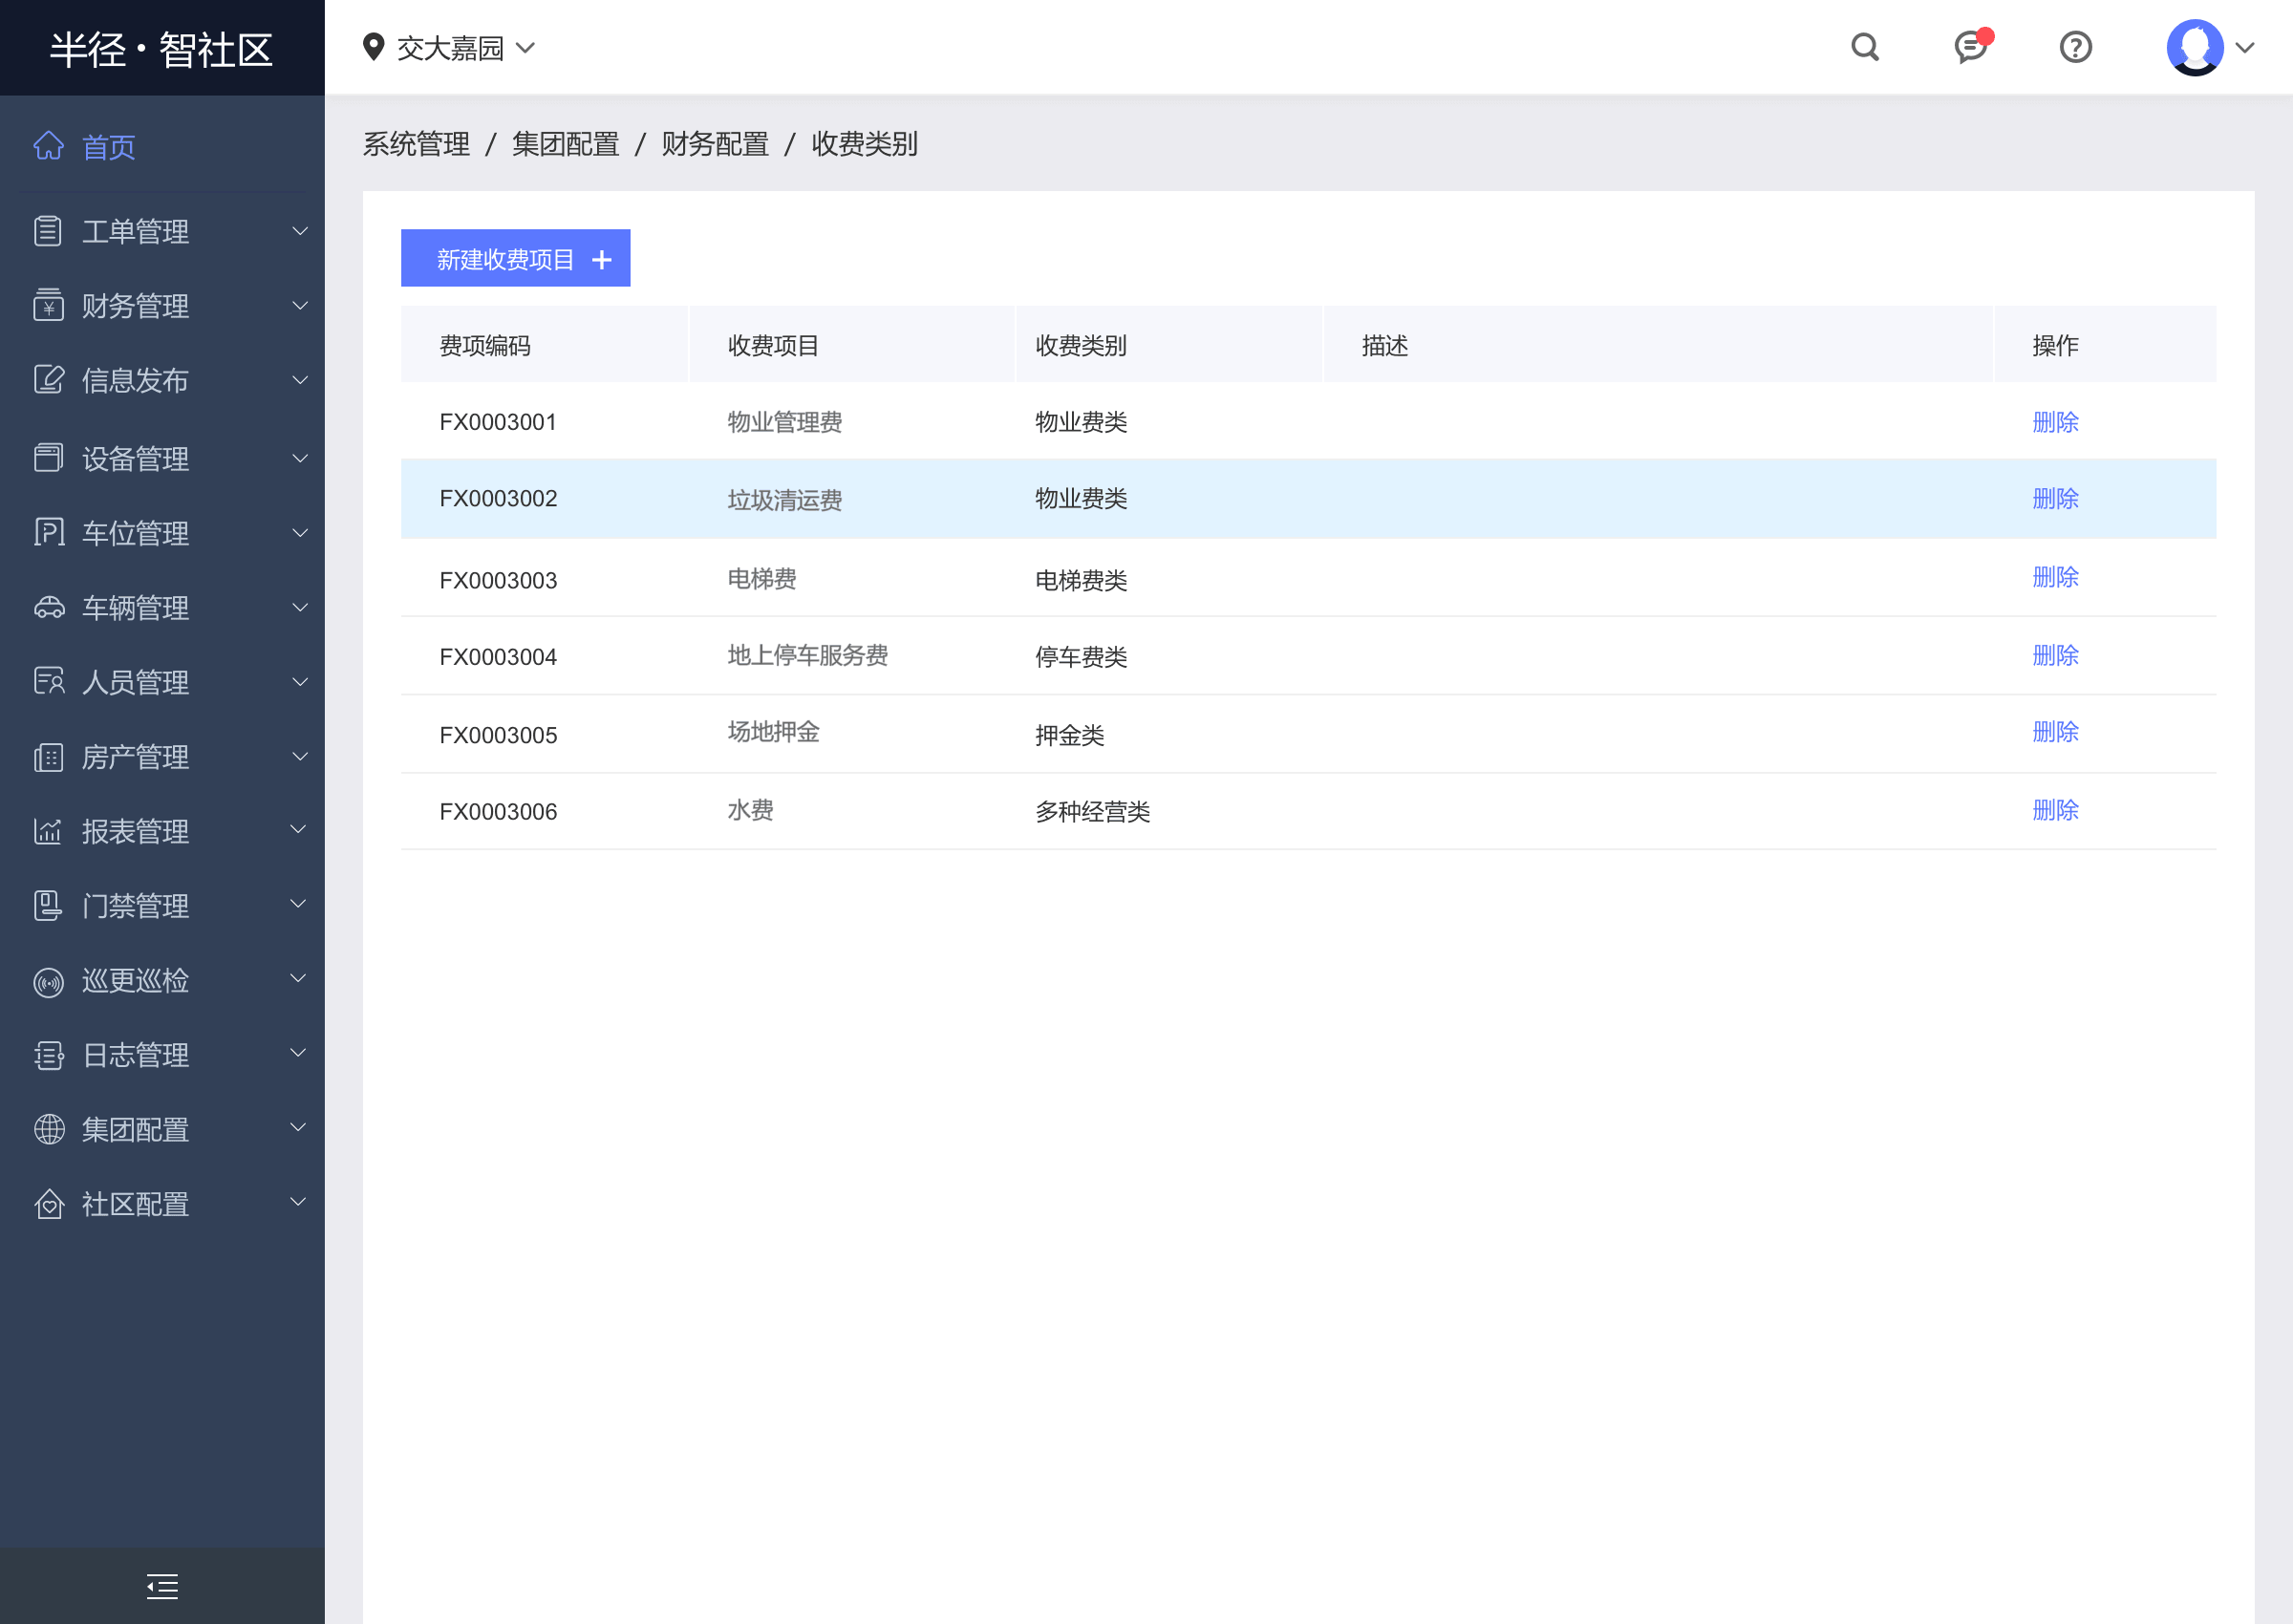 半径·智社区
交大嘉园
首页
工单管理
财务管理
信息发布
设备管理
车位管理
车辆管理
人员管理
房产管理
报表管理
门禁管理
巡更巡检
日志管理
集团配置
社区配置
系统管理 / 集团配置 / 财务配置 / 收费类别
新建收费项目 +
费项编码 收费项目 收费类别 描述 操作
FX0003001 物业管理费 物业费类 删除
FX0003002 垃圾清运费 物业费类 删除
FX0003003 电梯费 电梯费类 删除
FX0003004 地上停车服务费 停车费类 删除
FX0003005 场地押金 押金类 删除
FX0003006 水费 多种经营类 删除